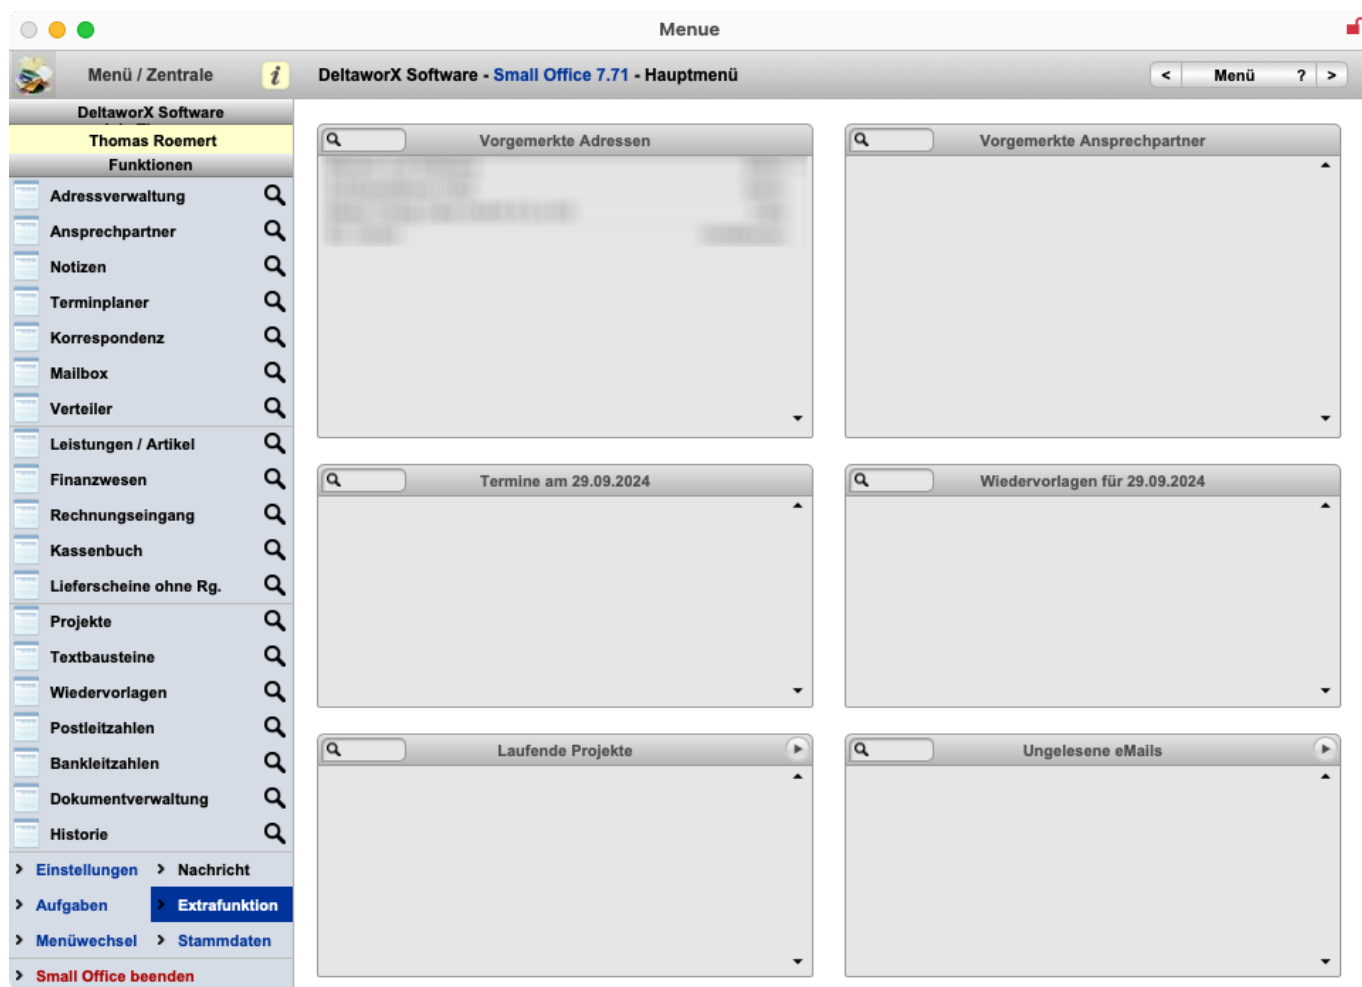 Menue
Menü / Zentrale
i
DeltaworX Software - Small Office 7.71 - Hauptmenü
< Menü ? >
DeltaworX Software
Thomas Roemert
Funktionen
Adressverwaltung
Ansprechpartner
Notizen
Terminplaner
Korrespondenz
Mailbox
Verteiler
Leistungen / Artikel
Finanzwesen
Rechnungseingang
Kassenbuch
Lieferscheine ohne Rg.
Projekte
Textbausteine
Wiedervorlagen
Postleitzahlen
Bankleitzahlen
Dokumentverwaltung
Historie
> Einstellungen > Nachricht
> Aufgaben > Extrafunktion
> Menüwechsel > Stammdaten
> Small Office beenden
Vorgemerkte Adressen
Vorgemerkte Ansprechpartner
Termine am 29.09.2024
Wiedervorlagen für 29.09.2024
Laufende Projekte
Ungelesene eMails